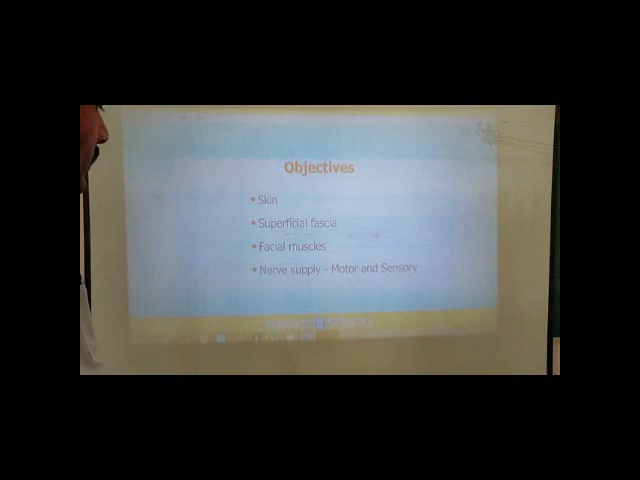 Objectives
• Skin
• Superficial fascia
• Facial muscles
• Nerve supply - Motor and Sensory